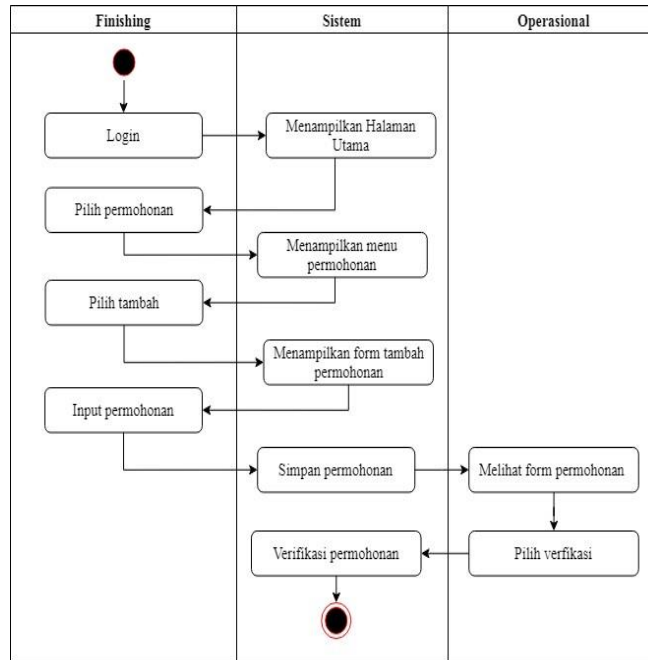 Finishing
Sistem
Operasional
Login
Menampilkan Halaman
Utama
Pilih permohonan
Menampilkan menu
permohonan
Pilih tambah
Menampilkan form tambah
permohonan
Input permohonan
Simpan permohonan
Melihat form permohonan
Verifikasi permohonan
Pilih verfikasi